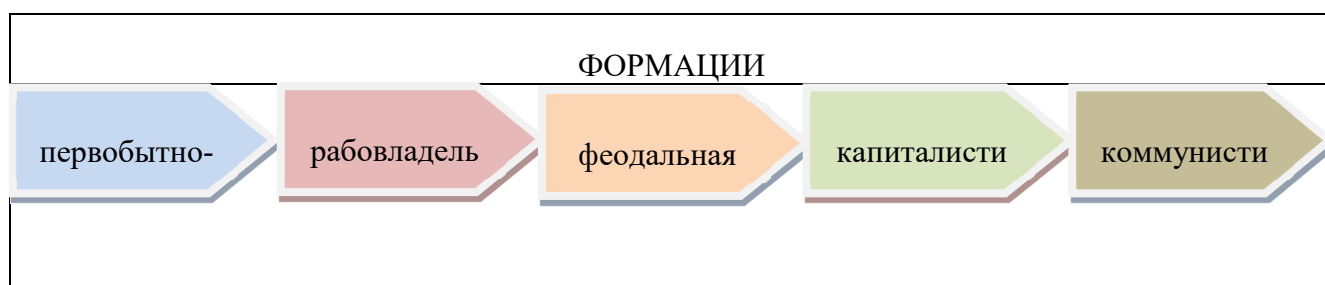 ФОРМАЦИИ
первобытно-
рабовладель
феодальная
капиталисти
коммунисти